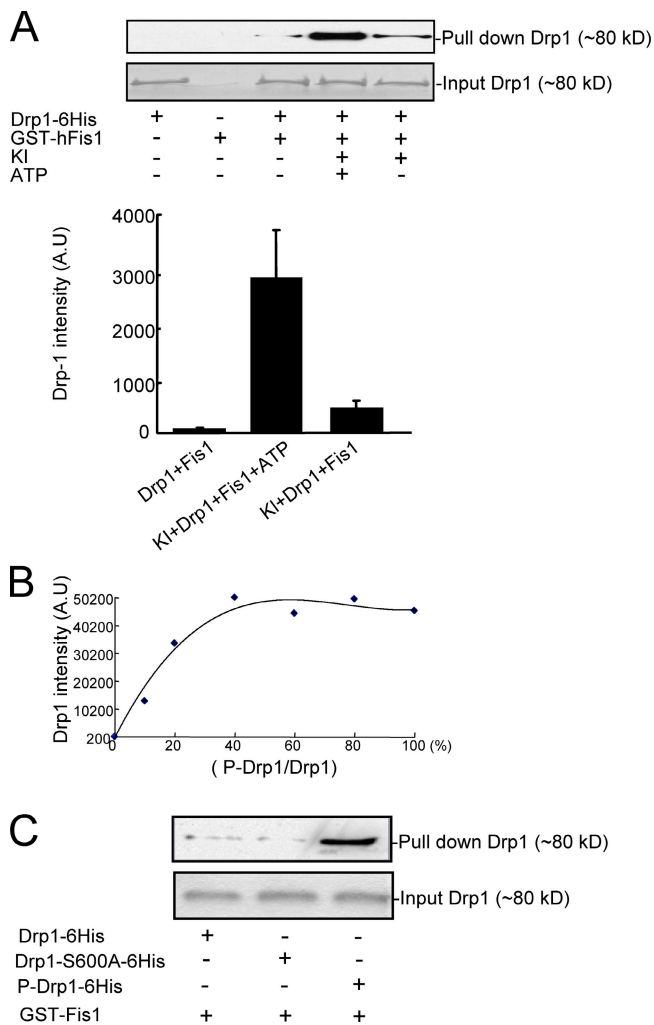 A
-Pull down Drp1 (~80 kD)
-Input Drp1 (~80 kD)
Drp1-6His + - + + +
GST-hFis1 - + + + +
KI - - - + +
ATP - - - + -
Drp-1 intensity (A.U)
4000
3000
2000
1000
0
Drp1+Fis1
KI+Drp1+Fis1+ATP
KI+Drp1+Fis1
B
Drp1 intensity (A.U)
50200
40200
30200
20200
10200
200
0 20 40 60 80 100 (%)
( P-Drp1/Drp1)
C
-Pull down Drp1 (~80 kD)
-Input Drp1 (~80 kD)
Drp1-6His + - -
Drp1-S600A-6His - + -
P-Drp1-6His - - +
GST-Fis1 + + +